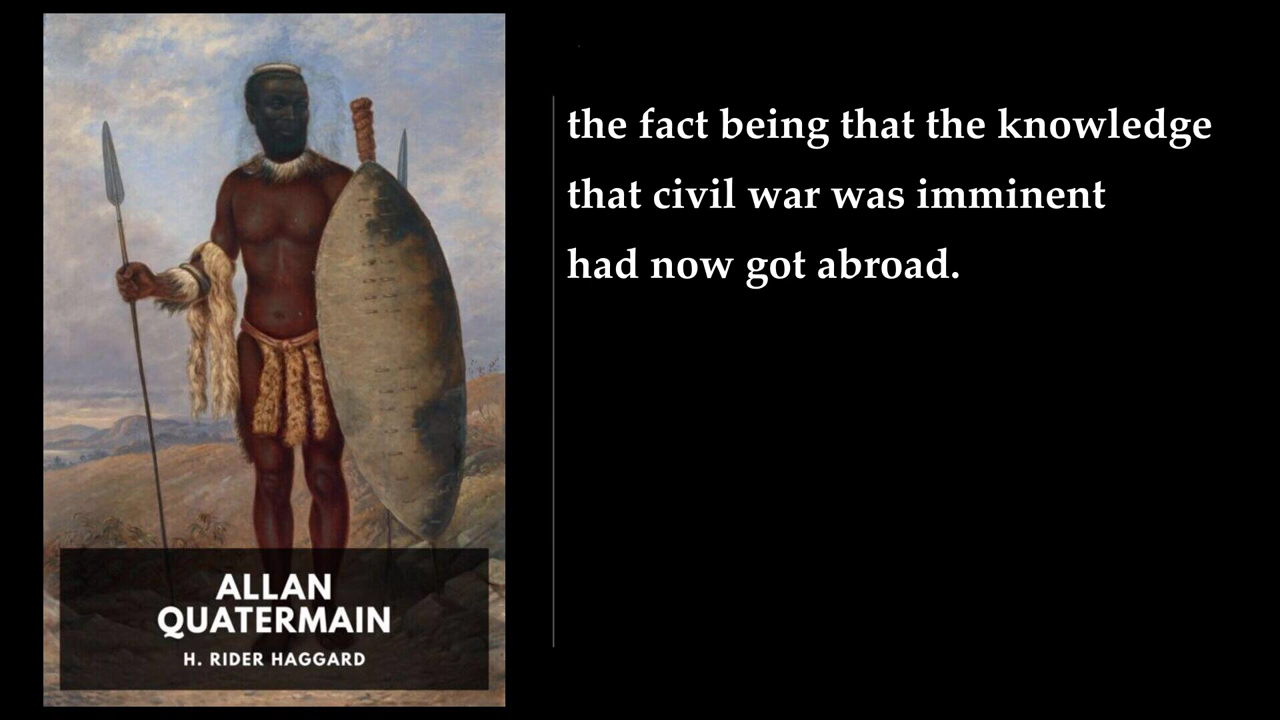 the fact being that the knowledge
that civil war was imminent
had now got abroad.
ALLAN
QUATERMAIN
H. RIDER HAGGARD